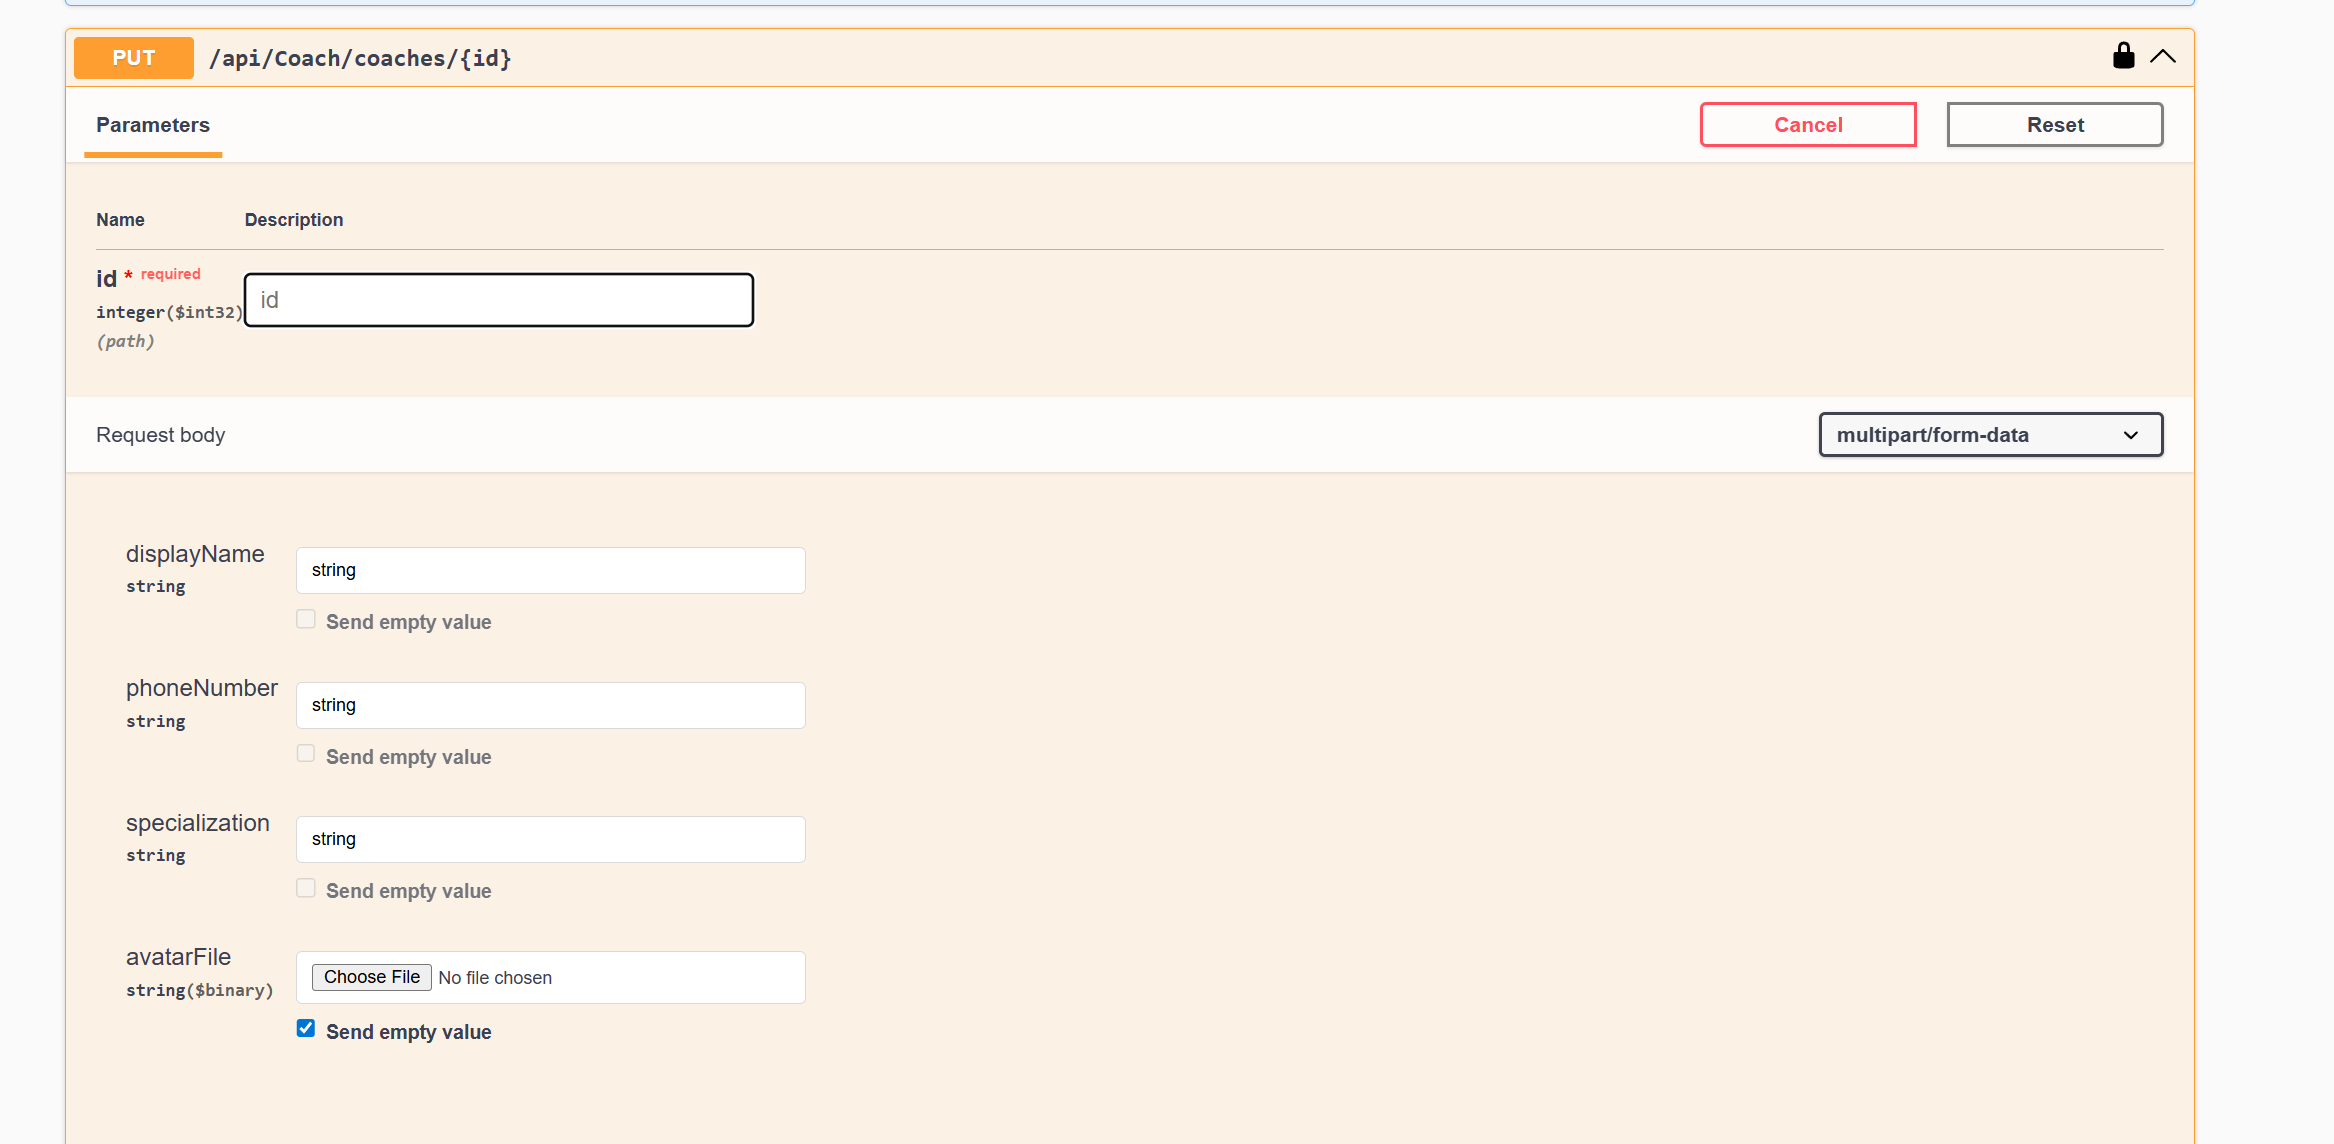 PUT /api/Coach/coaches/{id}
Parameters
Cancel
Reset
Name Description
id * required
integer($int32)
(path)
id
Request body
multipart/form-data
displayName
string
string
Send empty value
phoneNumber
string
string
Send empty value
specialization
string
string
Send empty value
avatarFile
string($binary)
Choose File No file chosen
Send empty value